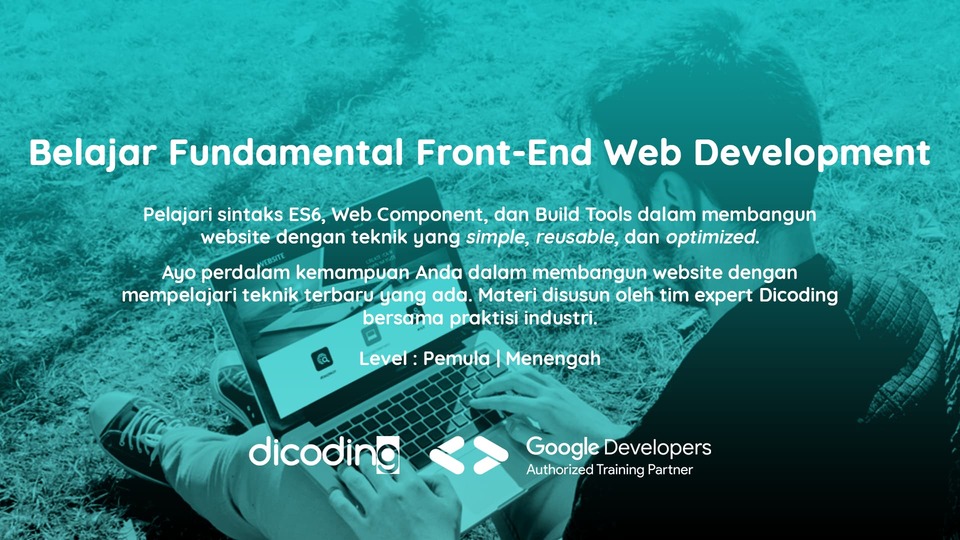 Belajar Fundamental Front-End Web Development
Pelajari sintaks ES6, Web Component, dan Build Tools dalam membangun
website dengan teknik yang simple, reusable, dan optimized.
Ayo perdalam kemampuan Anda dalam membangun website dengan
mempelajari teknik terbaru yang ada. Materi disusun oleh tim expert Dicoding
bersama praktisi industri.
Level : Pemula | Menengah
dicoding
Google Developers
Authorized Training Partner
WEBSITE